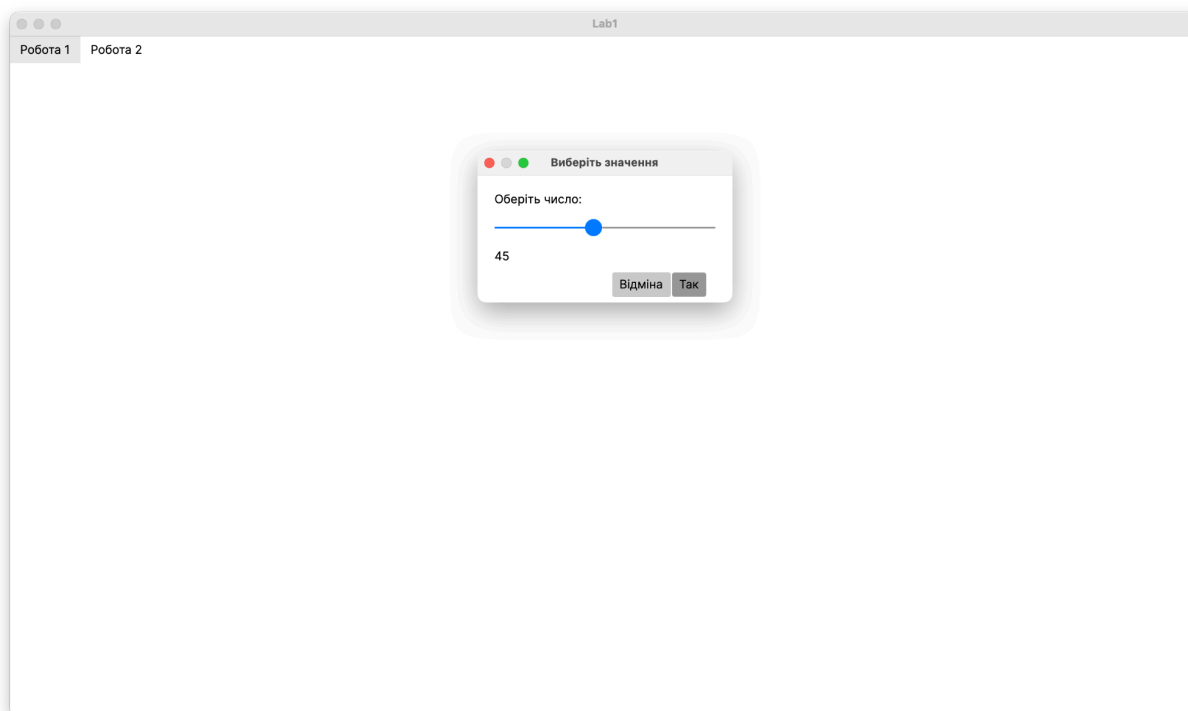 Lab1
Робота 1 Робота 2
Виберіть значення
Оберіть число:
45
Відміна Так